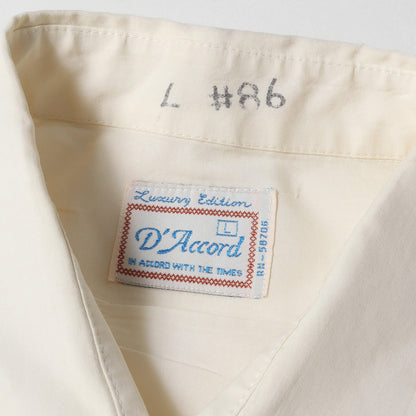 L #86
Luxury Edition
L
D'Accord
IN ACCORD WITH THE TIMES
RN-58706